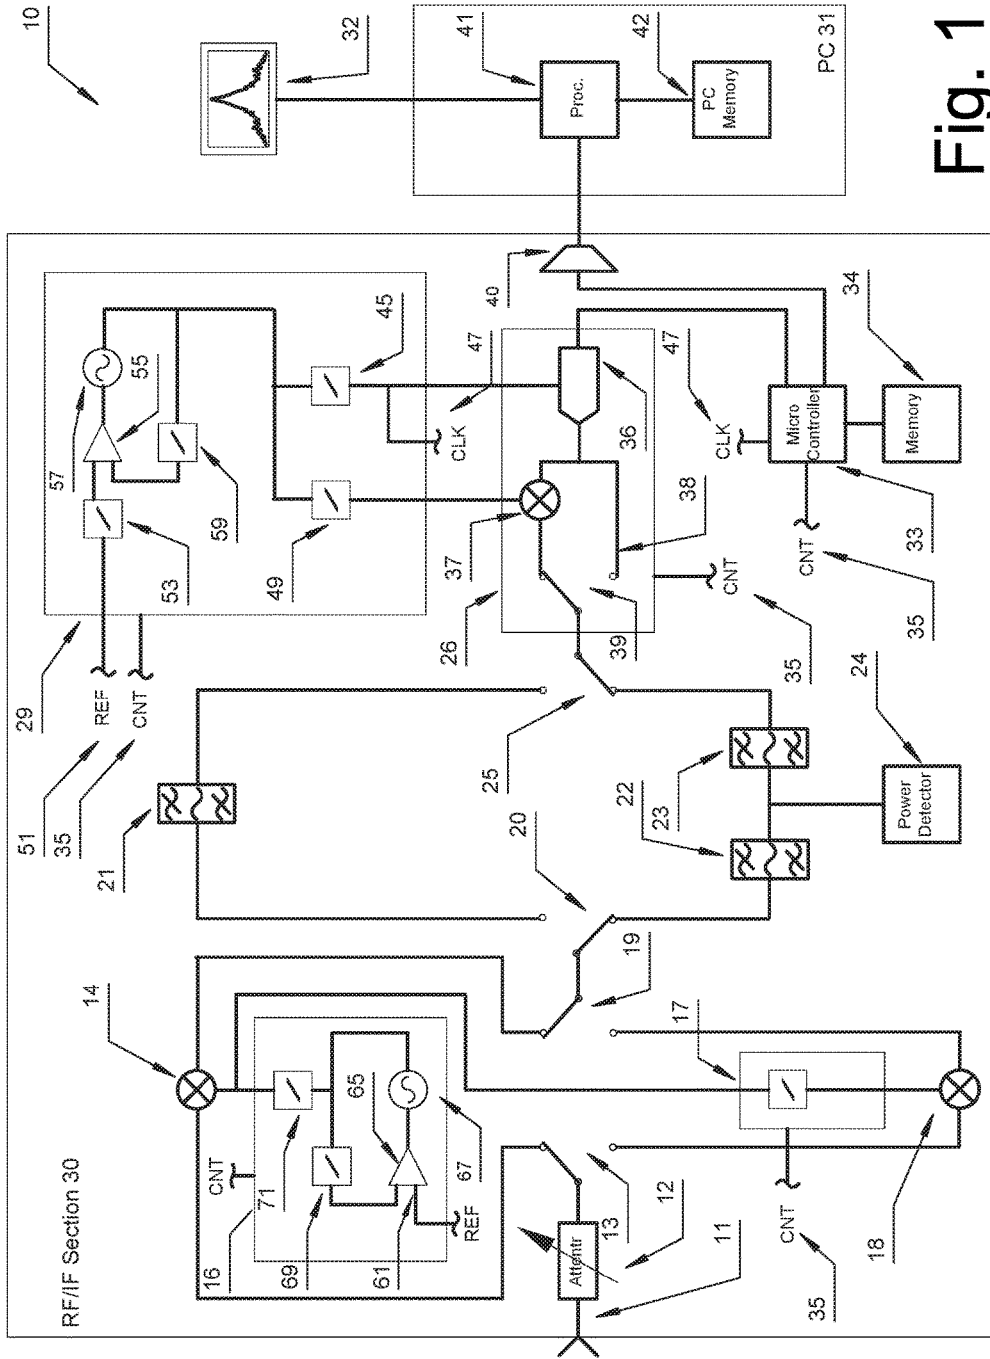 10
RF/IF Section 30
14
51
35
29
REF
CNT
21
57
55
53
59
16
CNT
71
69
65
61
67
REF
49
45
32
CLK
47
41
42
Proc.
PC
Memory
PC 31
26
37
36
38
39
40
25
20
19
13
12
11
Attentr
22
23
17
CNT
35
18
CNT
35
24
Power
Detector
47
CLK
Micro
Controller
33
CNT
35
34
Memory
Fig. 1